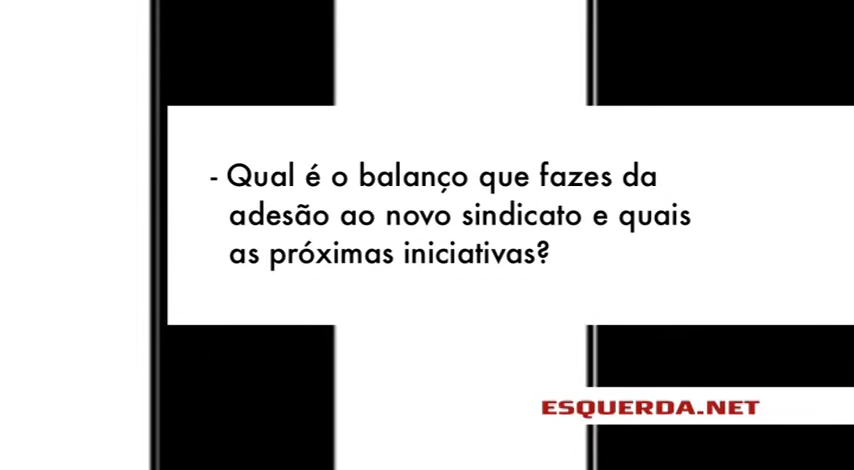 - Qual é o balanço que fazes da
adesão ao novo sindicato e quais
as próximas iniciativas?
ESQUERDA.NET